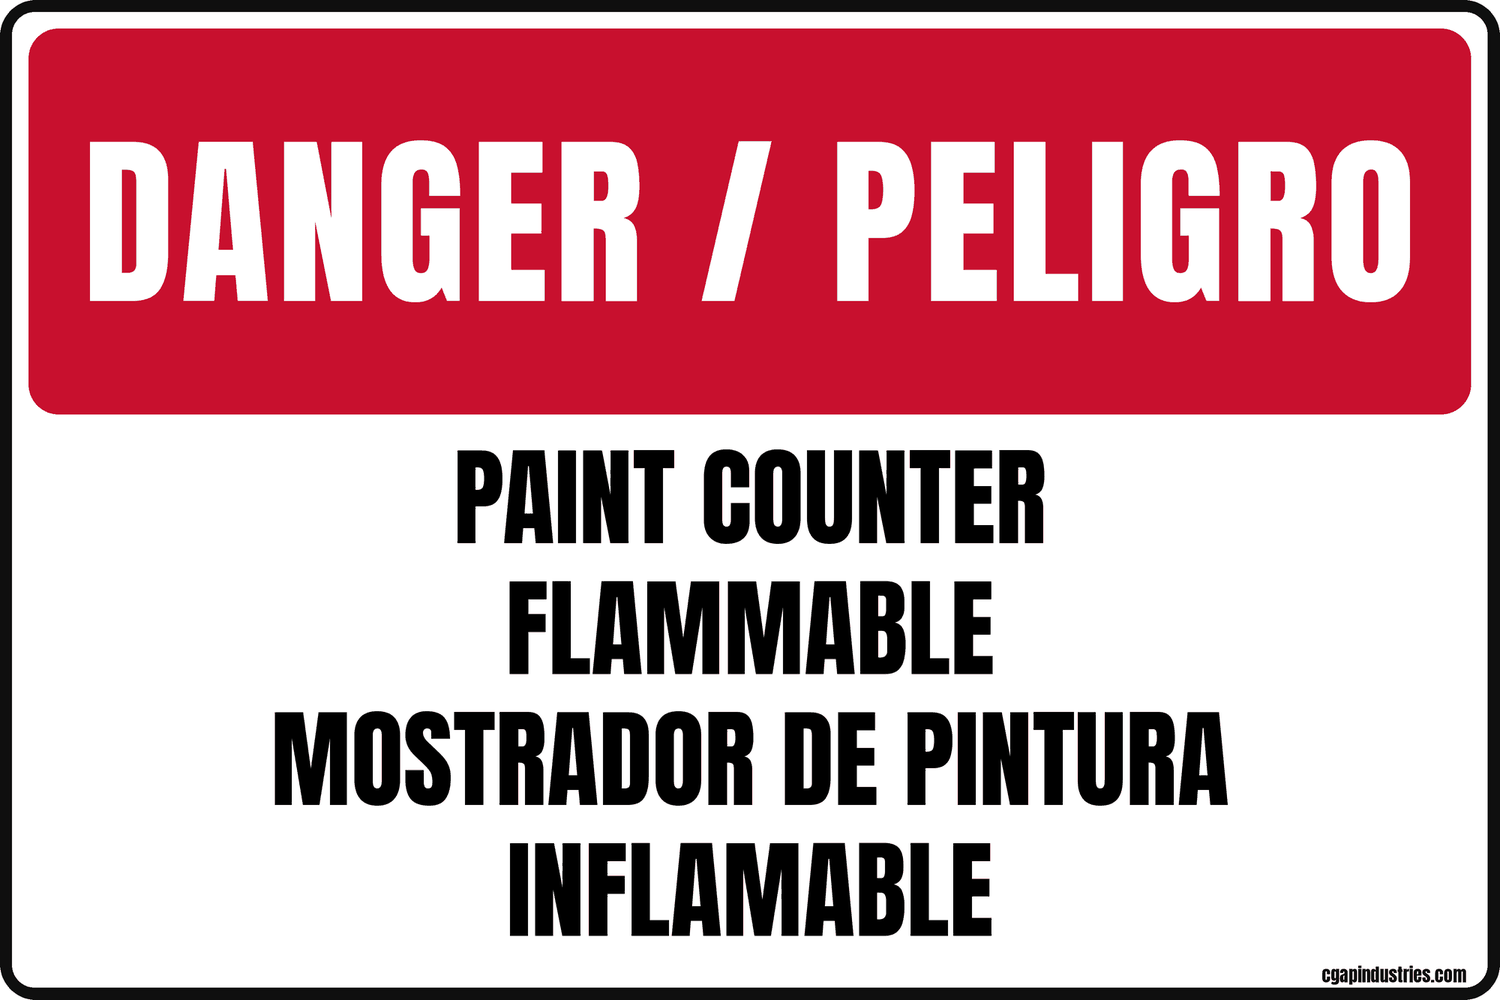 DANGER / PELIGRO
PAINT COUNTER
FLAMMABLE
MOSTRADOR DE PINTURA
INFLAMABLE
cgapindustries.com